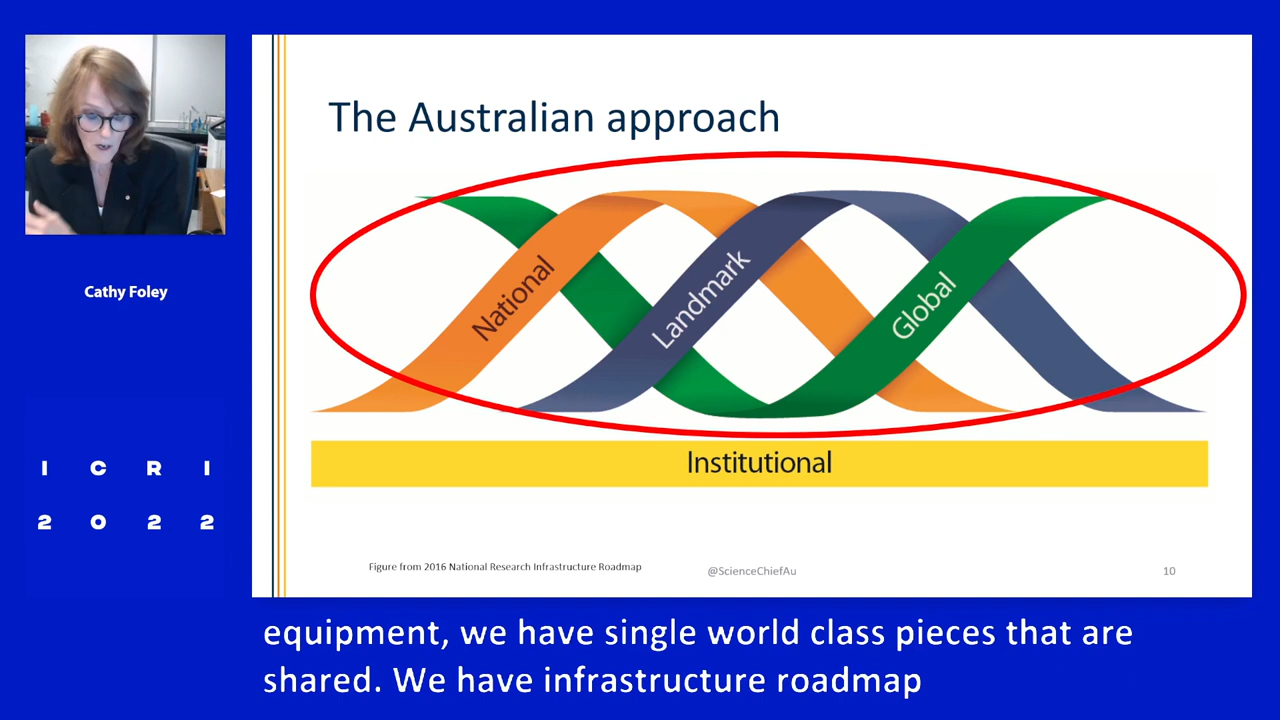 The Australian approach
National
Landmark
Global
Institutional
Figure from 2016 National Research Infrastructure Roadmap
@ScienceChiefAu
10
Cathy Foley
I C R I
2 0 2 2
equipment, we have single world class pieces that are
shared. We have infrastructure roadmap